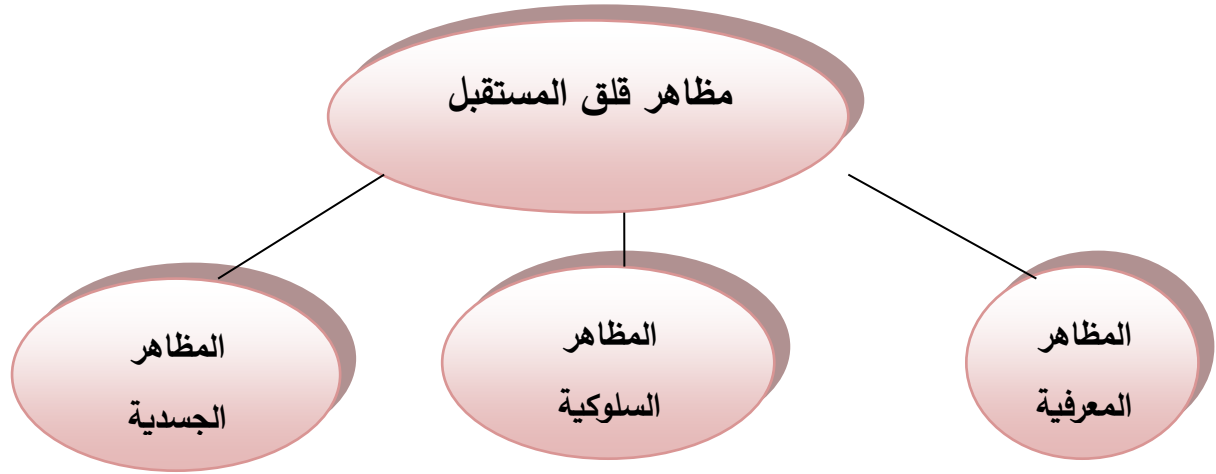 مظاهر قلق المستقبل
المظاهر
المعرفية
المظاهر
السلوكية
المظاهر
الجسدية